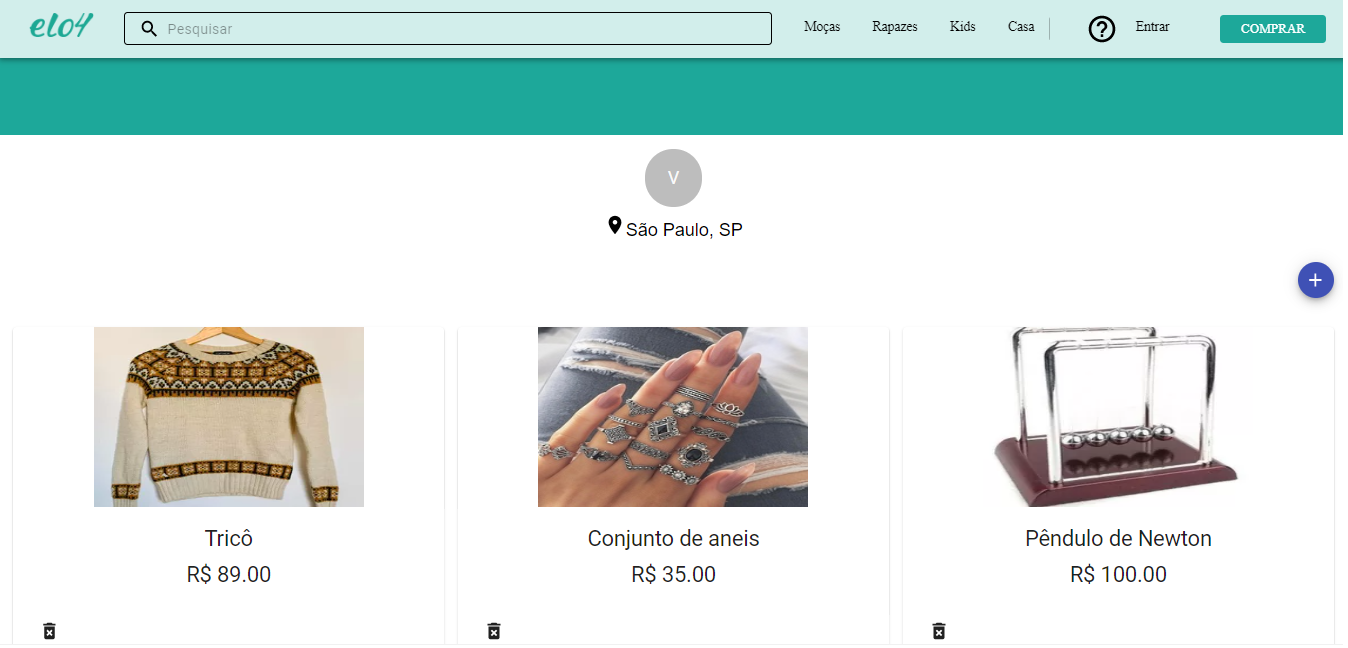 elo4
Pesquisar
Moças
Rapazes
Kids
Casa
Entrar
COMPRAR
V
São Paulo, SP
Tricô
R$ 89.00
Conjunto de aneis
R$ 35.00
Pêndulo de Newton
R$ 100.00